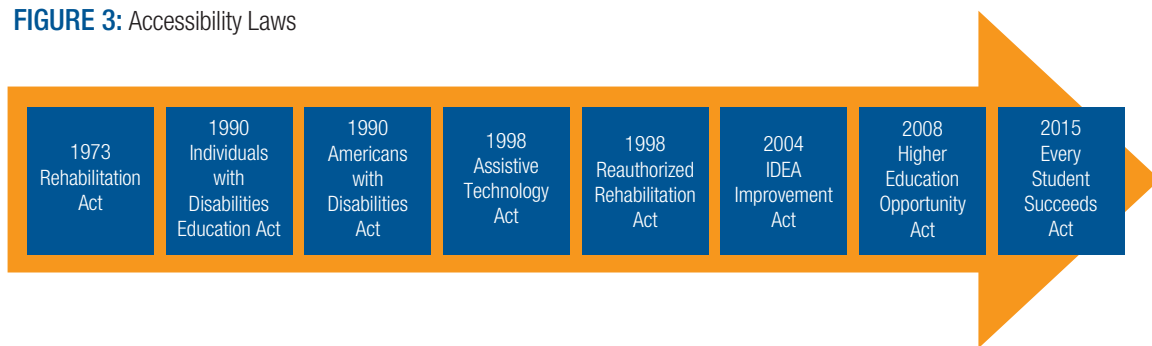 FIGURE 3: Accessibility Laws
1973
Rehabilitation
Act
1990
Individuals
with
Disabilities
Education Act
1990
Americans
with
Disabilities
Act
1998
Assistive
Technology
Act
1998
Reauthorized
Rehabilitation
Act
2004
IDEA
Improvement
Act
2008
Higher
Education
Opportunity
Act
2015
Every
Student
Succeeds
Act